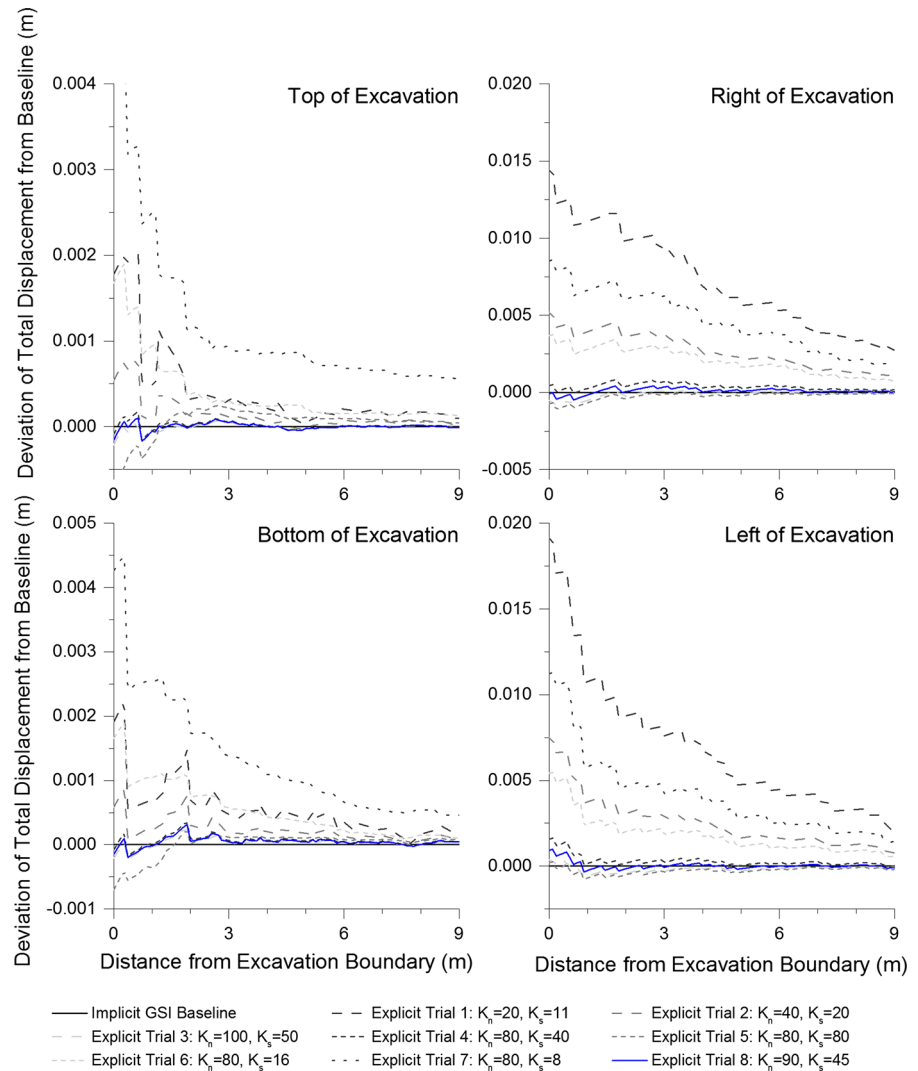 Deviation of Total Displacement from Baseline (m)
Top of Excavation
0.004
0.003
0.002
0.001
0.000
0
3
6
9
Right of Excavation
0.020
0.015
0.010
0.005
0.000
-0.005
0
3
6
9
Deviation of Total Displacement from Baseline (m)
Bottom of Excavation
0.005
0.004
0.003
0.002
0.001
0.000
-0.001
0
3
6
9
Distance from Excavation Boundary (m)
Left of Excavation
0.020
0.015
0.010
0.005
0.000
0
3
6
9
Distance from Excavation Boundary (m)
Implicit GSI Baseline
Explicit Trial 1: Kn=20, Ks=11
Explicit Trial 2: Kn=40, Ks=20
Explicit Trial 3: Kn=100, Ks=50
Explicit Trial 4: Kn=80, Ks=40
Explicit Trial 5: Kn=80, Ks=80
Explicit Trial 6: Kn=80, Ks=16
Explicit Trial 7: Kn=80, Ks=8
Explicit Trial 8: Kn=90, Ks=45